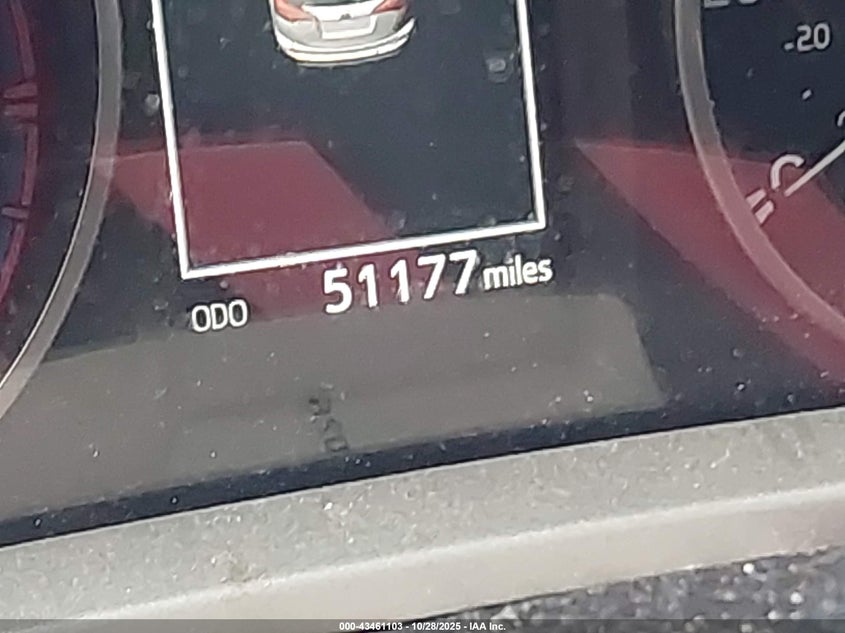 -20
C
ODO 51177 miles
000-43461103 - 10/28/2025 - IAA Inc.